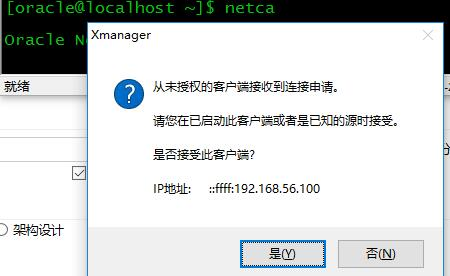 [oracle@localhost ~]$ netca
Oracle Ne
Xmanager
就绪
从未授权的客户端接收到连接申请。
请您在已启动此客户端或者是已知的源时接受。
是否接受此客户端?
IP地址: ::ffff:192.168.56.100
架构设计
是(Y)
否(N)